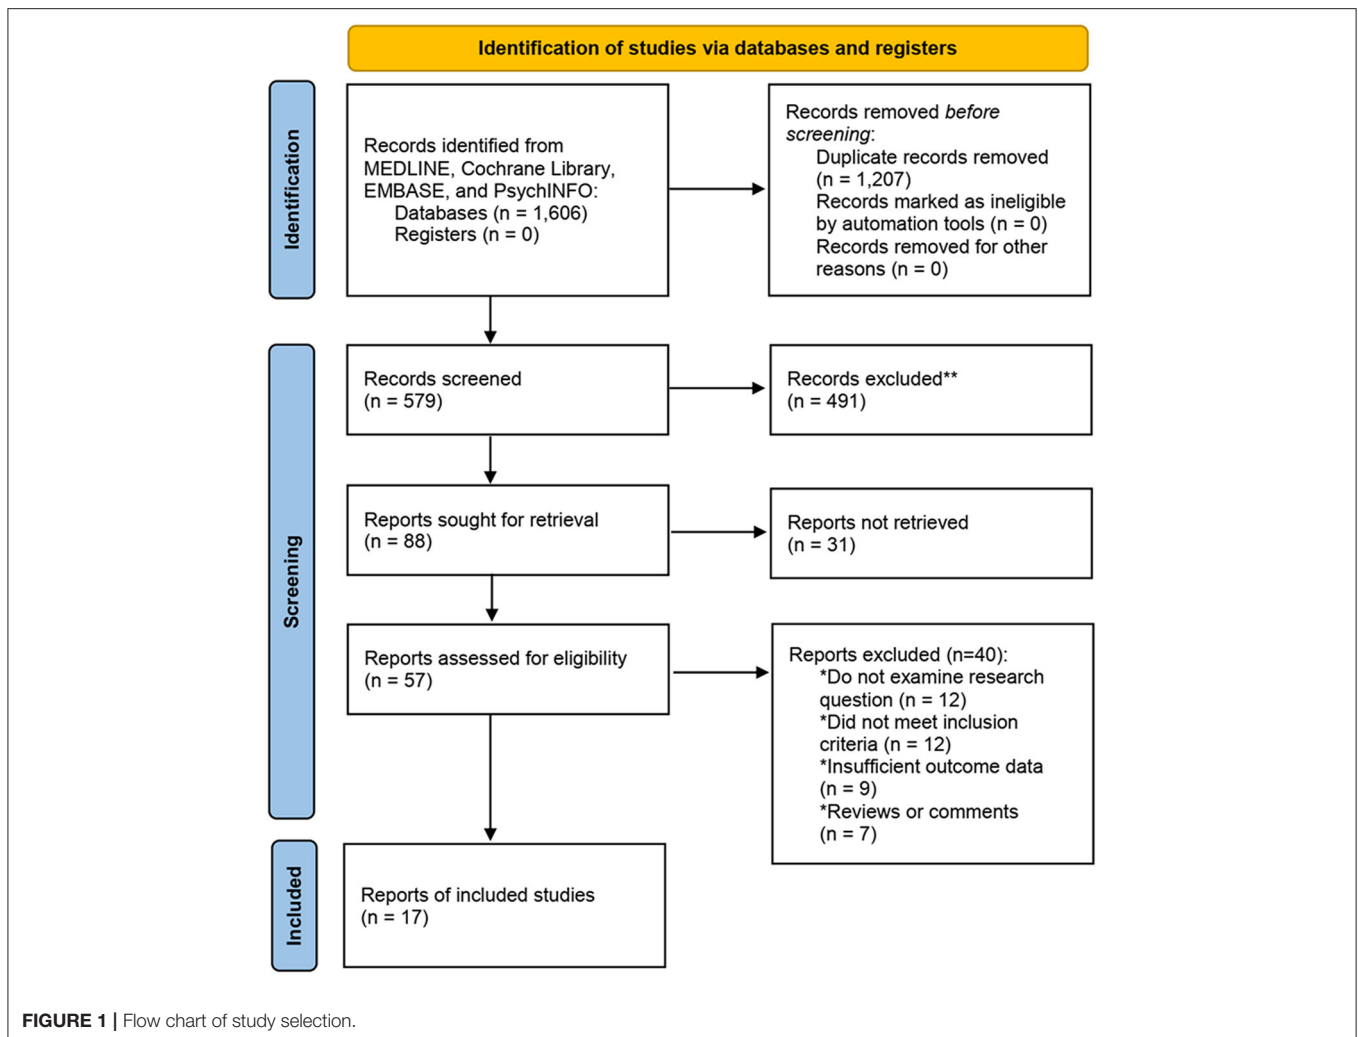 Identification of studies via databases and registers
Identification
Records identified from
MEDLINE, Cochrane Library,
EMBASE, and PsychINFO:
Databases (n = 1,606)
Registers (n = 0)
Records removed before
screening:
Duplicate records removed
(n = 1,207)
Records marked as ineligible
by automation tools (n = 0)
Records removed for other
reasons (n = 0)
Screening
Records screened
(n = 579)
Records excluded**
(n = 491)
Reports sought for retrieval
(n = 88)
Reports not retrieved
(n = 31)
Reports assessed for eligibility
(n = 57)
Reports excluded (n=40):
*Do not examine research
question (n = 12)
*Did not meet inclusion
criteria (n = 12)
*Insufficient outcome data
(n = 9)
*Reviews or comments
(n = 7)
Included
Reports of included studies
(n = 17)
FIGURE 1 | Flow chart of study selection.